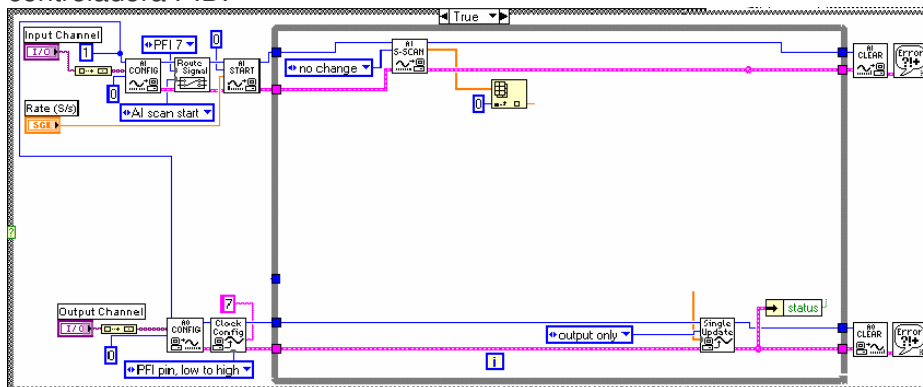 True
Input Channel
I/O
1
0
AI CONFIG
PFI 7
Route Signal
0
AI START
AI scan start
Rate (S/s)
SGL
AI S-SCAN
no change
0
AI CLEAR
Error ?!+
?
Output Channel
I/O
0
AO CONFIG
7
Clock Config
PFI pin, low to high
i
output only
Single Update
status
AO CLEAR
Error ?!+